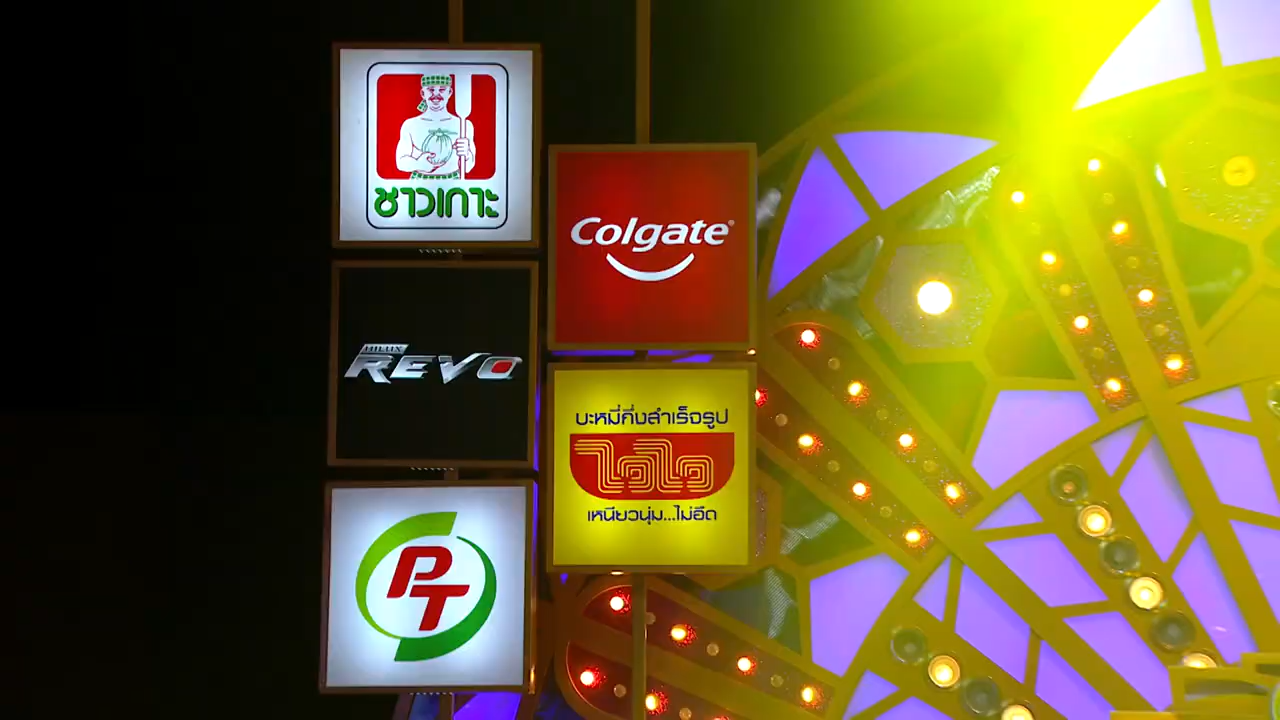 ชาวเกาะ
Colgate
HILUX
REVO
บะหมี่กึ่งสำเร็จรูป
ไวไว
เหนียวนุ่ม...ไม่อืด
PT